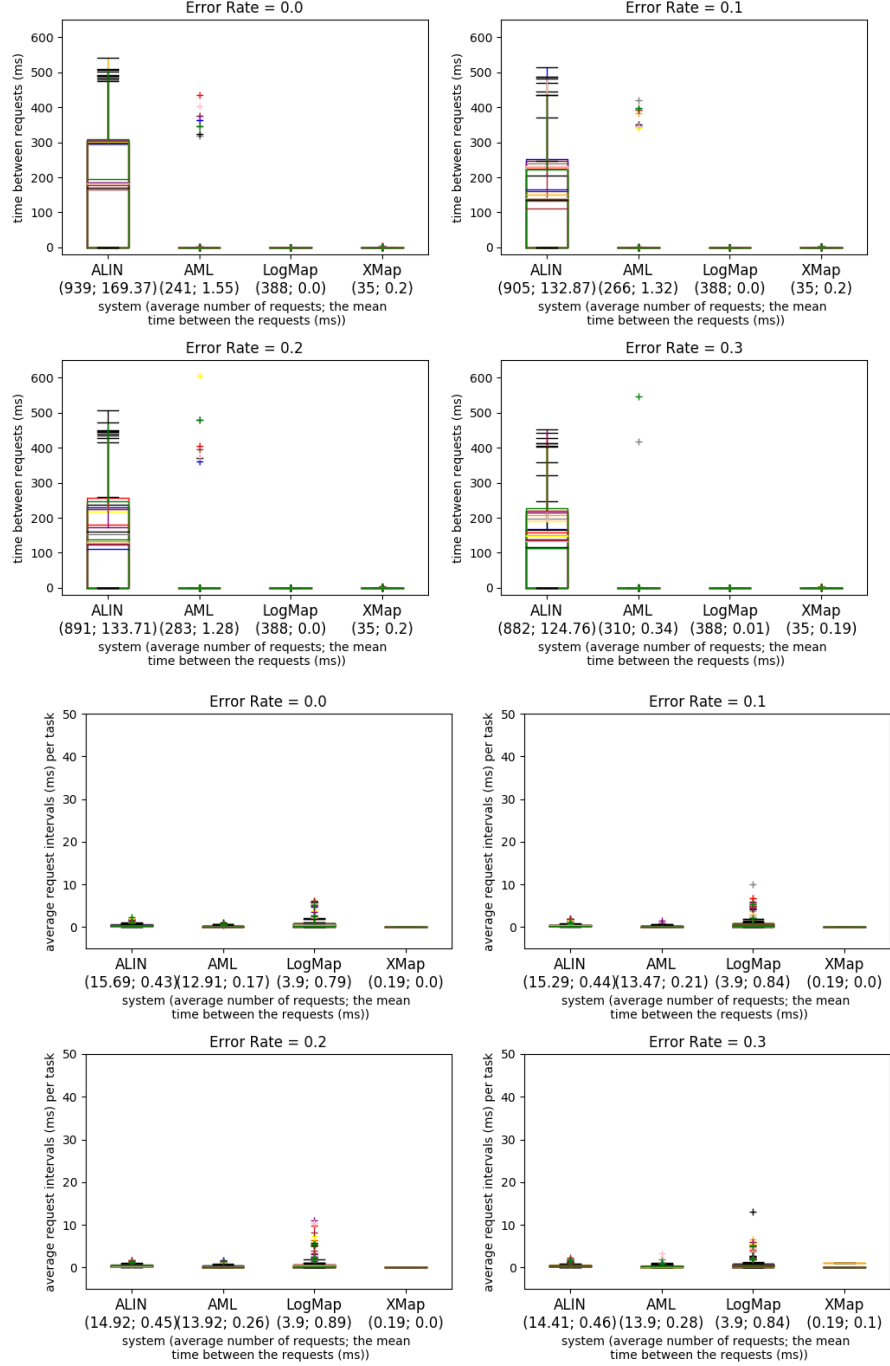 Error Rate = 0.0
time between requests (ms)
600
500
400
300
200
100
0
ALIN AML LogMap XMap
(939; 169.37) (241; 1.55) (388; 0.0) (35; 0.2)
system (average number of requests; the mean
time between the requests (ms))
Error Rate = 0.1
time between requests (ms)
600
500
400
300
200
100
0
ALIN AML LogMap XMap
(905; 132.87) (266; 1.32) (388; 0.0) (35; 0.2)
system (average number of requests; the mean
time between the requests (ms))
Error Rate = 0.2
time between requests (ms)
600
500
400
300
200
100
0
ALIN AML LogMap XMap
(891; 133.71) (283; 1.28) (388; 0.0) (35; 0.2)
system (average number of requests; the mean
time between the requests (ms))
Error Rate = 0.3
time between requests (ms)
600
500
400
300
200
100
0
ALIN AML LogMap XMap
(882; 124.76) (310; 0.34) (388; 0.01) (35; 0.19)
system (average number of requests; the mean
time between the requests (ms))
Error Rate = 0.0
average request intervals (ms) per task
50
40
30
20
10
0
ALIN AML LogMap XMap
(15.69; 0.43) (12.91; 0.17) (3.9; 0.79) (0.19; 0.0)
system (average number of requests; the mean
time between the requests (ms))
Error Rate = 0.1
average request intervals (ms) per task
50
40
30
20
10
0
ALIN AML LogMap XMap
(15.29; 0.44) (13.47; 0.21) (3.9; 0.84) (0.19; 0.0)
system (average number of requests; the mean
time between the requests (ms))
Error Rate = 0.2
average request intervals (ms) per task
50
40
30
20
10
0
ALIN AML LogMap XMap
(14.92; 0.45) (13.92; 0.26) (3.9; 0.89) (0.19; 0.0)
system (average number of requests; the mean
time between the requests (ms))
Error Rate = 0.3
average request intervals (ms) per task
50
40
30
20
10
0
ALIN AML LogMap XMap
(14.41; 0.46) (13.9; 0.28) (3.9; 0.84) (0.19; 0.1)
system (average number of requests; the mean
time between the requests (ms))